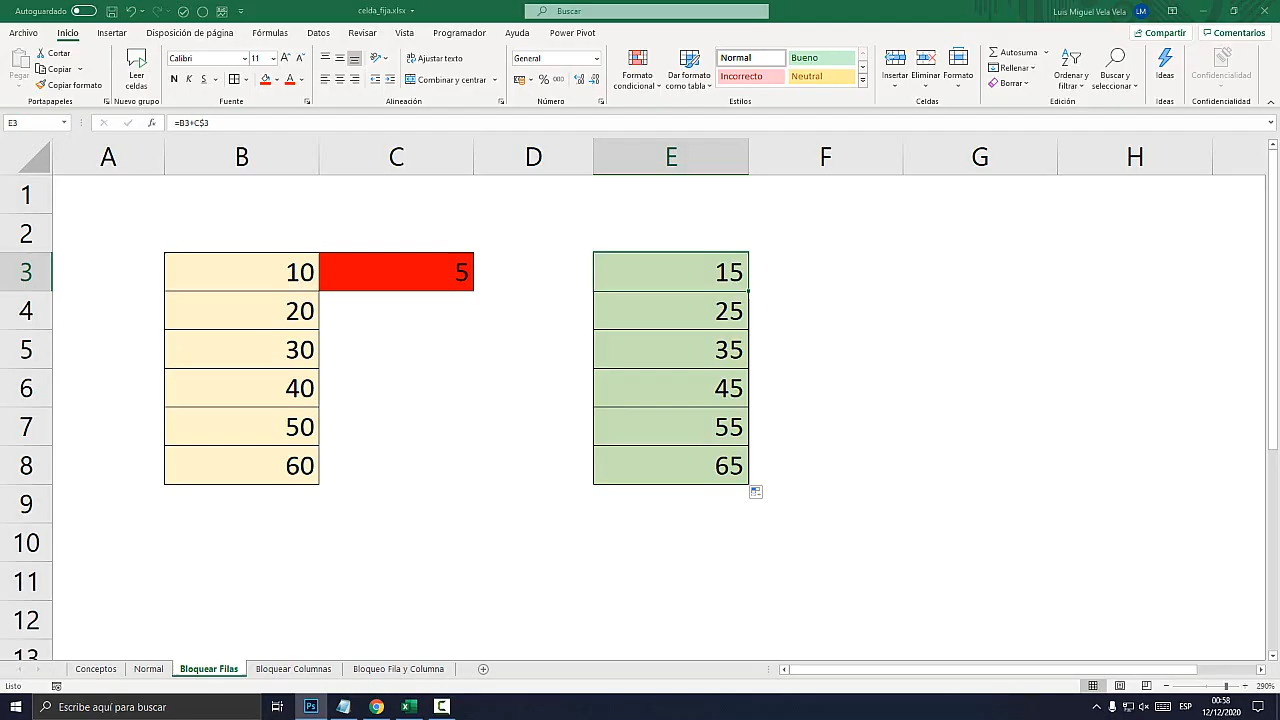 Autoguardado
celda_fija.xlsx
Buscar
Luis Miguel Vela Vela
LM
Archivo Inicio Insertar Disposición de página Fórmulas Datos Revisar Vista Programador Ayuda Power Pivot
Compartir
Comentarios
Pegar
Cortar
Copiar
Copiar formato
Portapapeles
Leer celdas
Nuevo grupo
Calibri
11
N K S
Fuente
Ajustar texto
Combinar y centrar
Alineación
General
% 000
Número
Formato condicional
Dar formato como tabla
Normal
Bueno
Incorrecto
Neutral
Estilos
Insertar Eliminar Formato
Celdas
Autosuma
Rellenar
Borrar
Ordenar y filtrar
Buscar y seleccionar
Edición
Ideas
Ideas
Confidencialidad
Confidencialidad
E3
fx
=B3+C$3
A B C D E F G H
1
2
3 10 5 15
4 20 25
5 30 35
6 40 45
7 50 55
8 60 65
9
10
11
12
13
Conceptos Normal Bloquear Filas Bloquear Columnas Bloqueo Fila y Columna
Listo
290%
Escribe aquí para buscar
Ps
ESP
00:58
12/12/2020